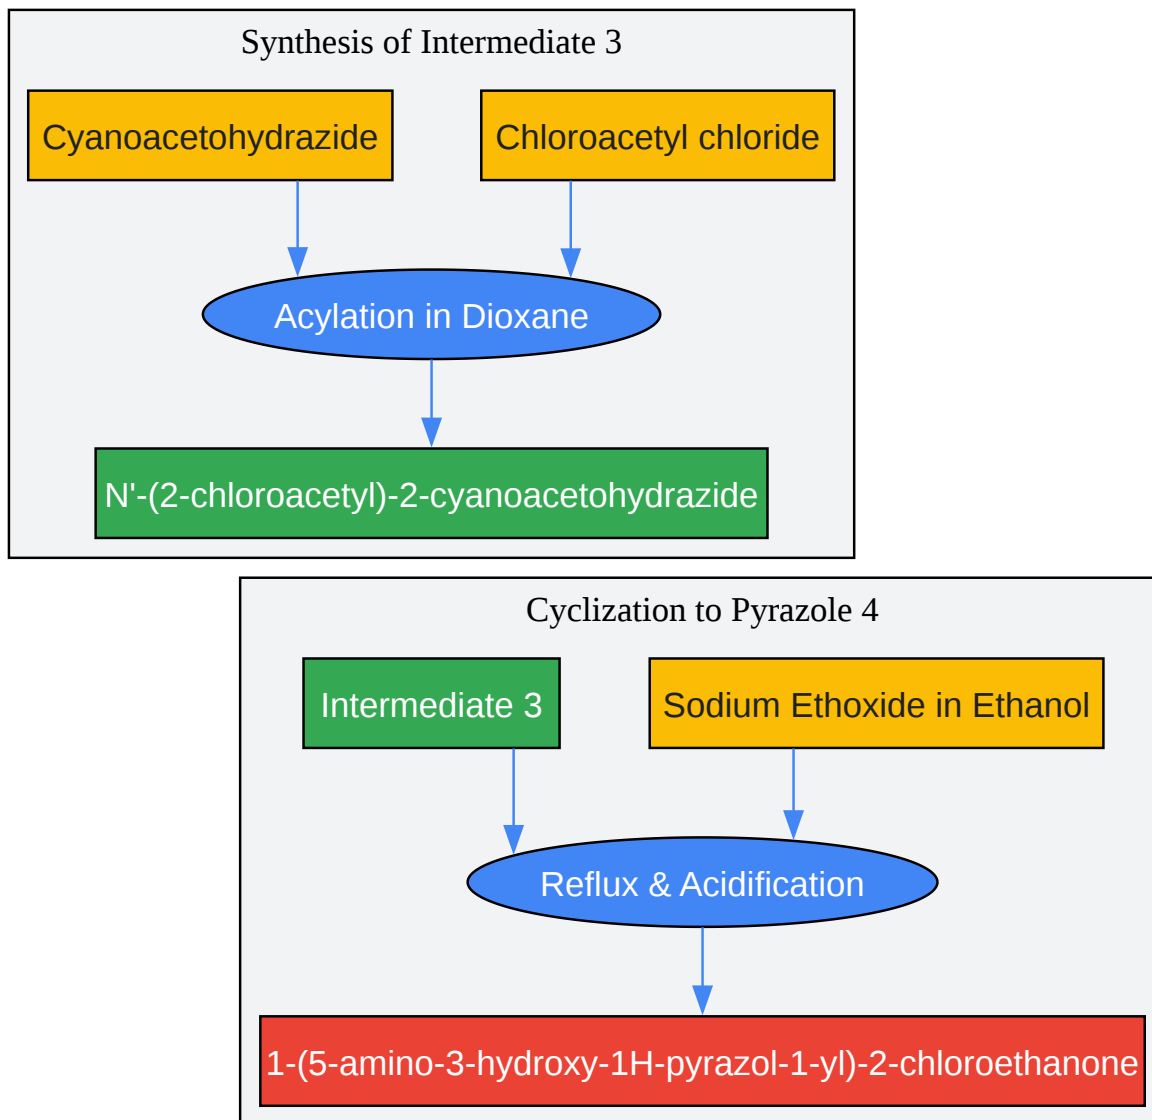 Synthesis of Intermediate 3
Cyanoacetohydrazide
Chloroacetyl chloride
Acylation in Dioxane
N'-(2-chloroacetyl)-2-cyanoacetohydrazide
Cyclization to Pyrazole 4
Intermediate 3
Sodium Ethoxide in Ethanol
Reflux & Acidification
1-(5-amino-3-hydroxy-1H-pyrazol-1-yl)-2-chloroethanone